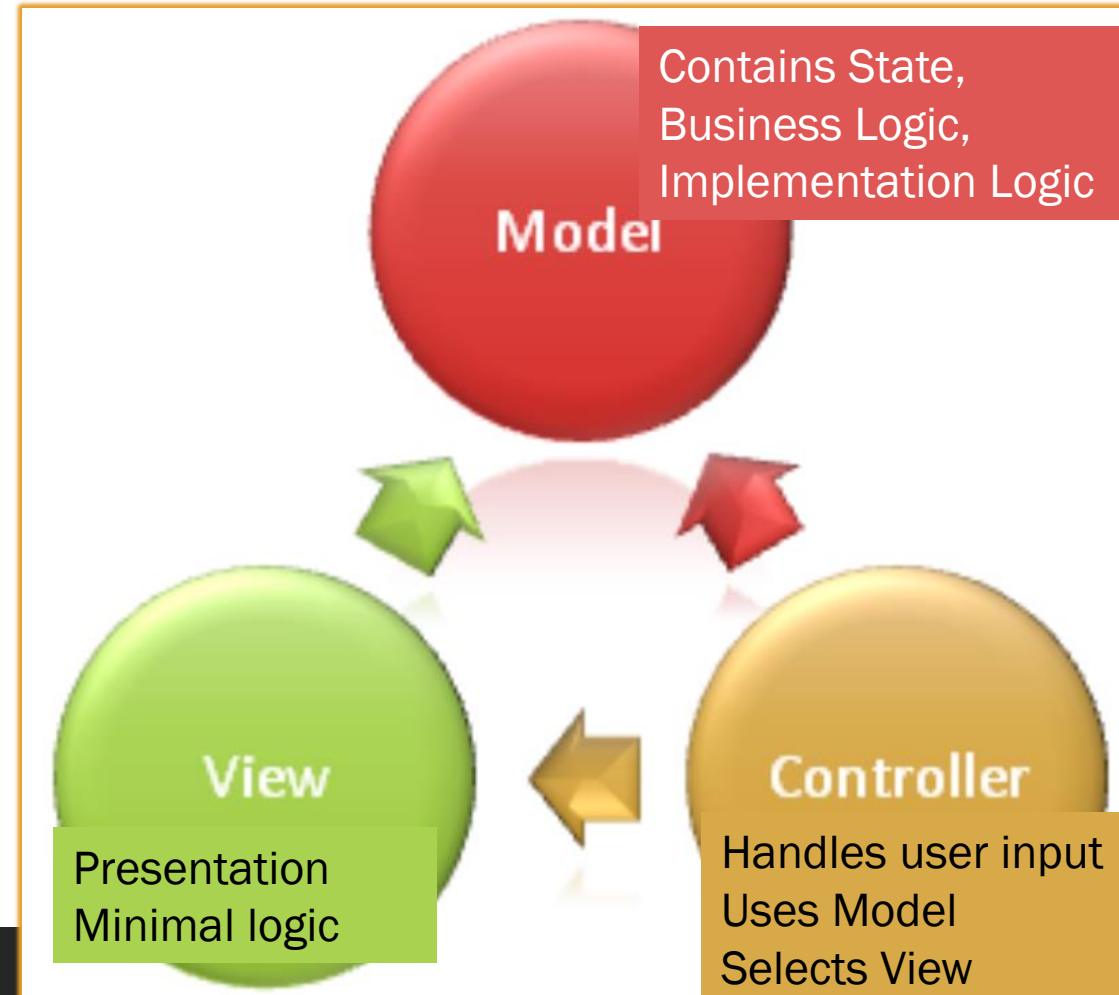 Contains State,
Business Logic,
Implementation Logic
Model
View
Controller
Presentation
Minimal logic
Handles user input
Uses Model
Selects View